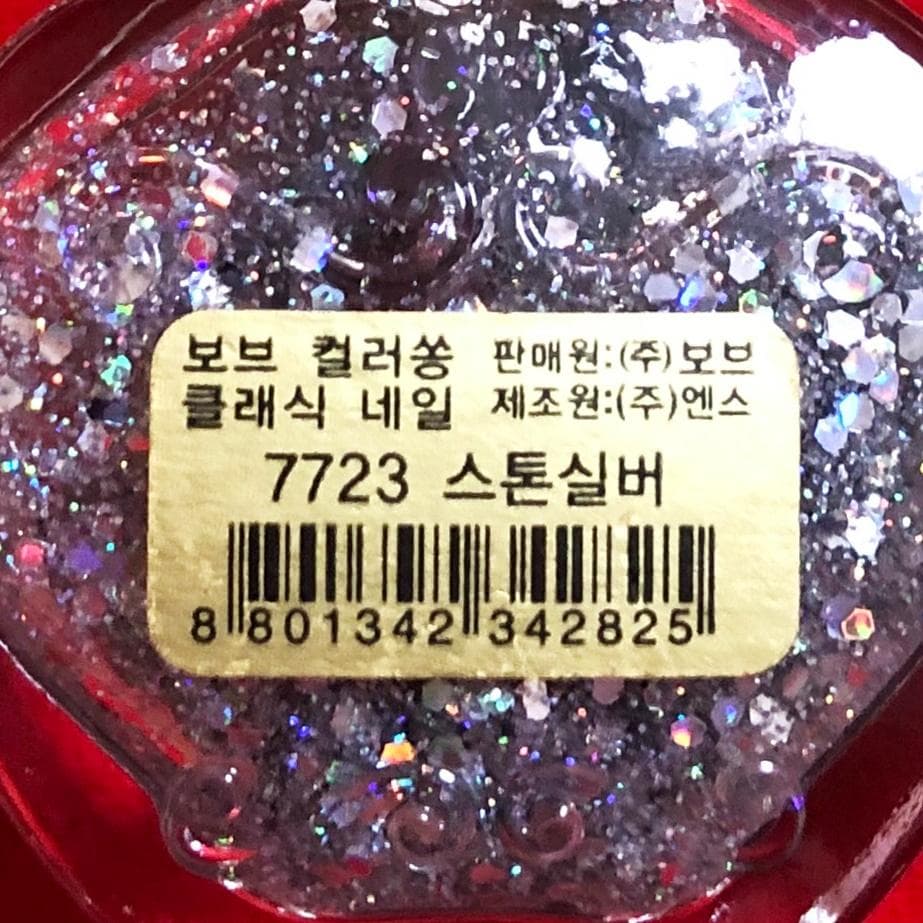 보브 컬러쏭 판매원:(주)보브
클래식 네일 제조원:(주)엔스
7723 스톤실버
8 801342 342825